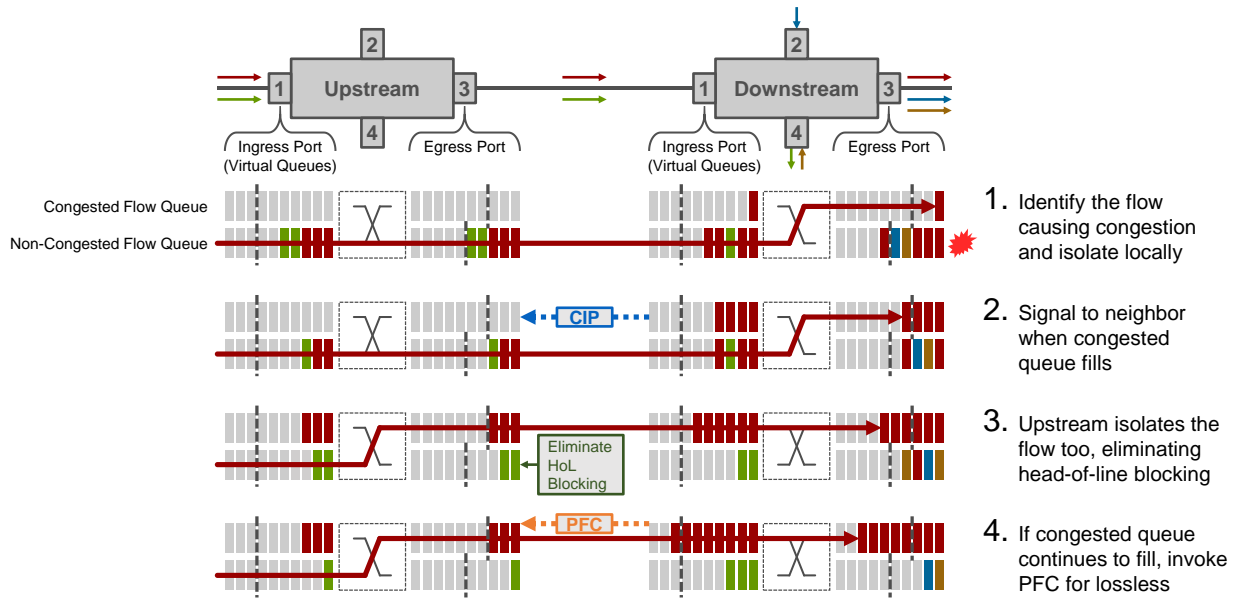 2
2
1
Upstream
3
1
Downstream
3
4
4
Ingress Port
(Virtual Queues)
Egress Port
Ingress Port
(Virtual Queues)
Egress Port
Congested Flow Queue
Non-Congested Flow Queue
1. Identify the flow
causing congestion
and isolate locally
CIP
2. Signal to neighbor
when congested
queue fills
Eliminate
HoL
Blocking
3. Upstream isolates the
flow too, eliminating
head-of-line blocking
PFC
4. If congested queue
continues to fill, invoke
PFC for lossless